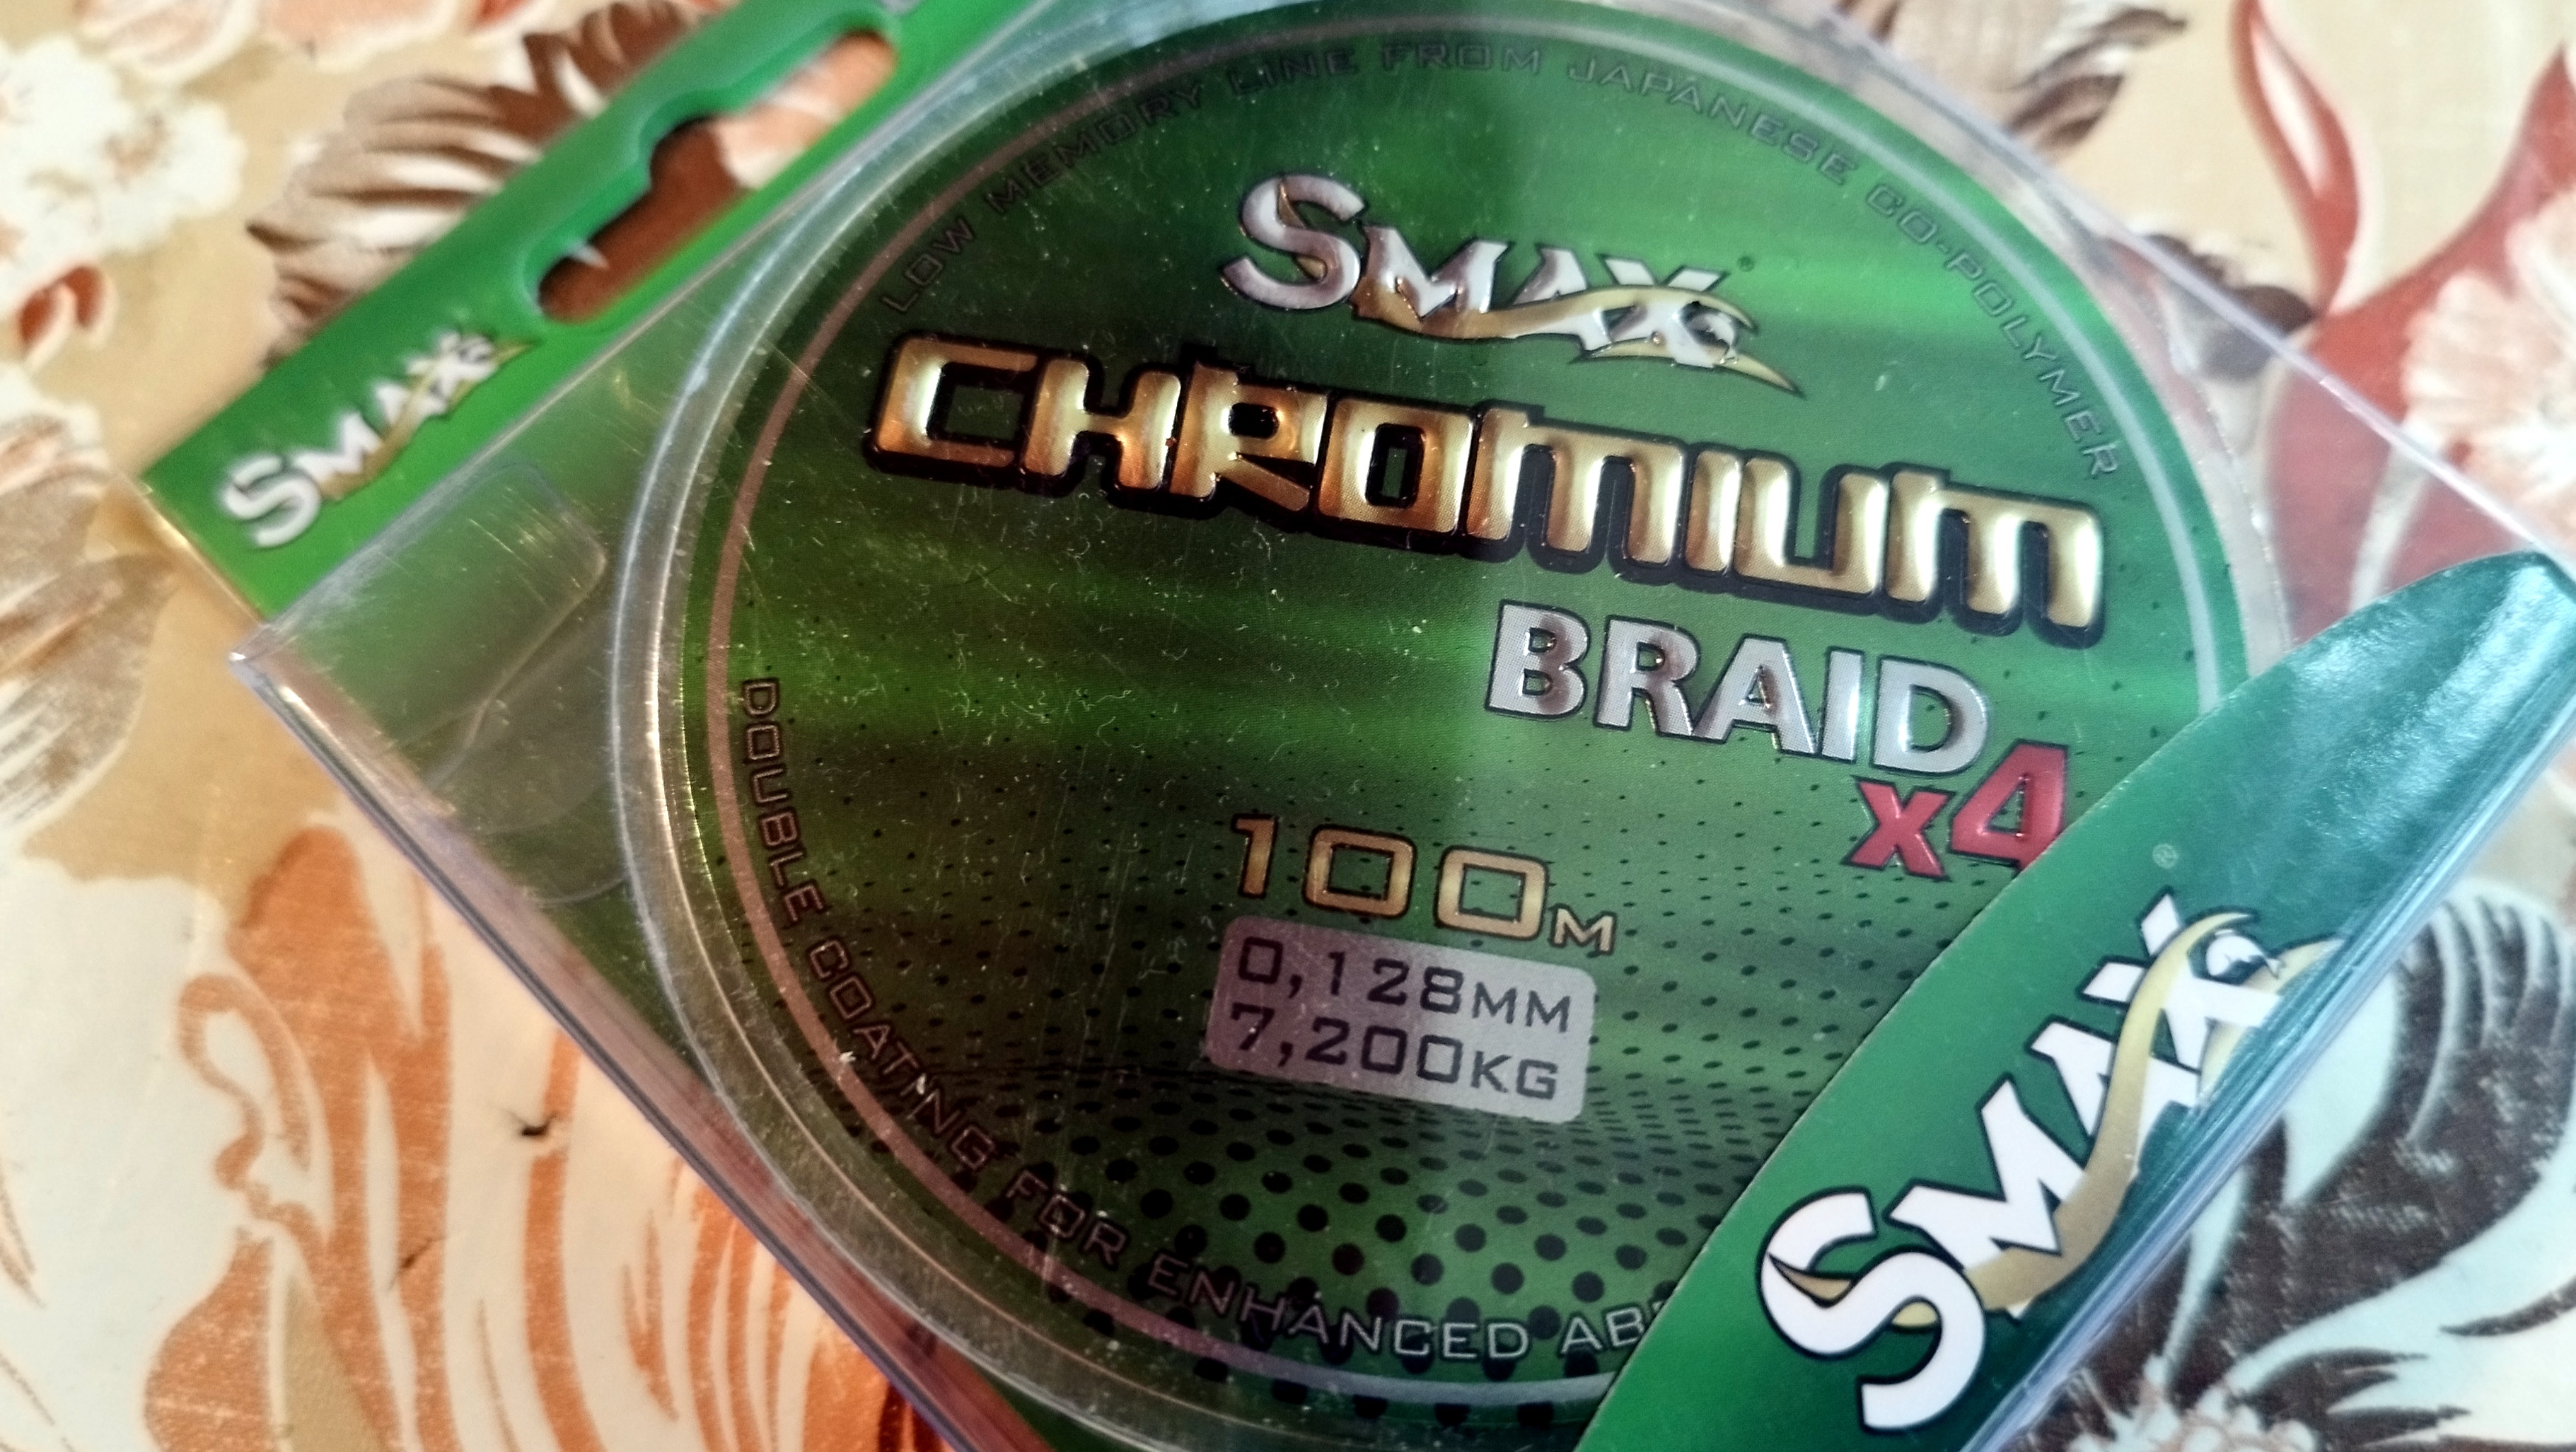 SMAX
LOW MEMORY LINE FROM JAPANESE CO-POLYMER
SMAX
CHROMIUM
BRAID
x4
100M
0,128MM
7,200KG
DOUBLE COATING FOR ENHANCED
SMAX